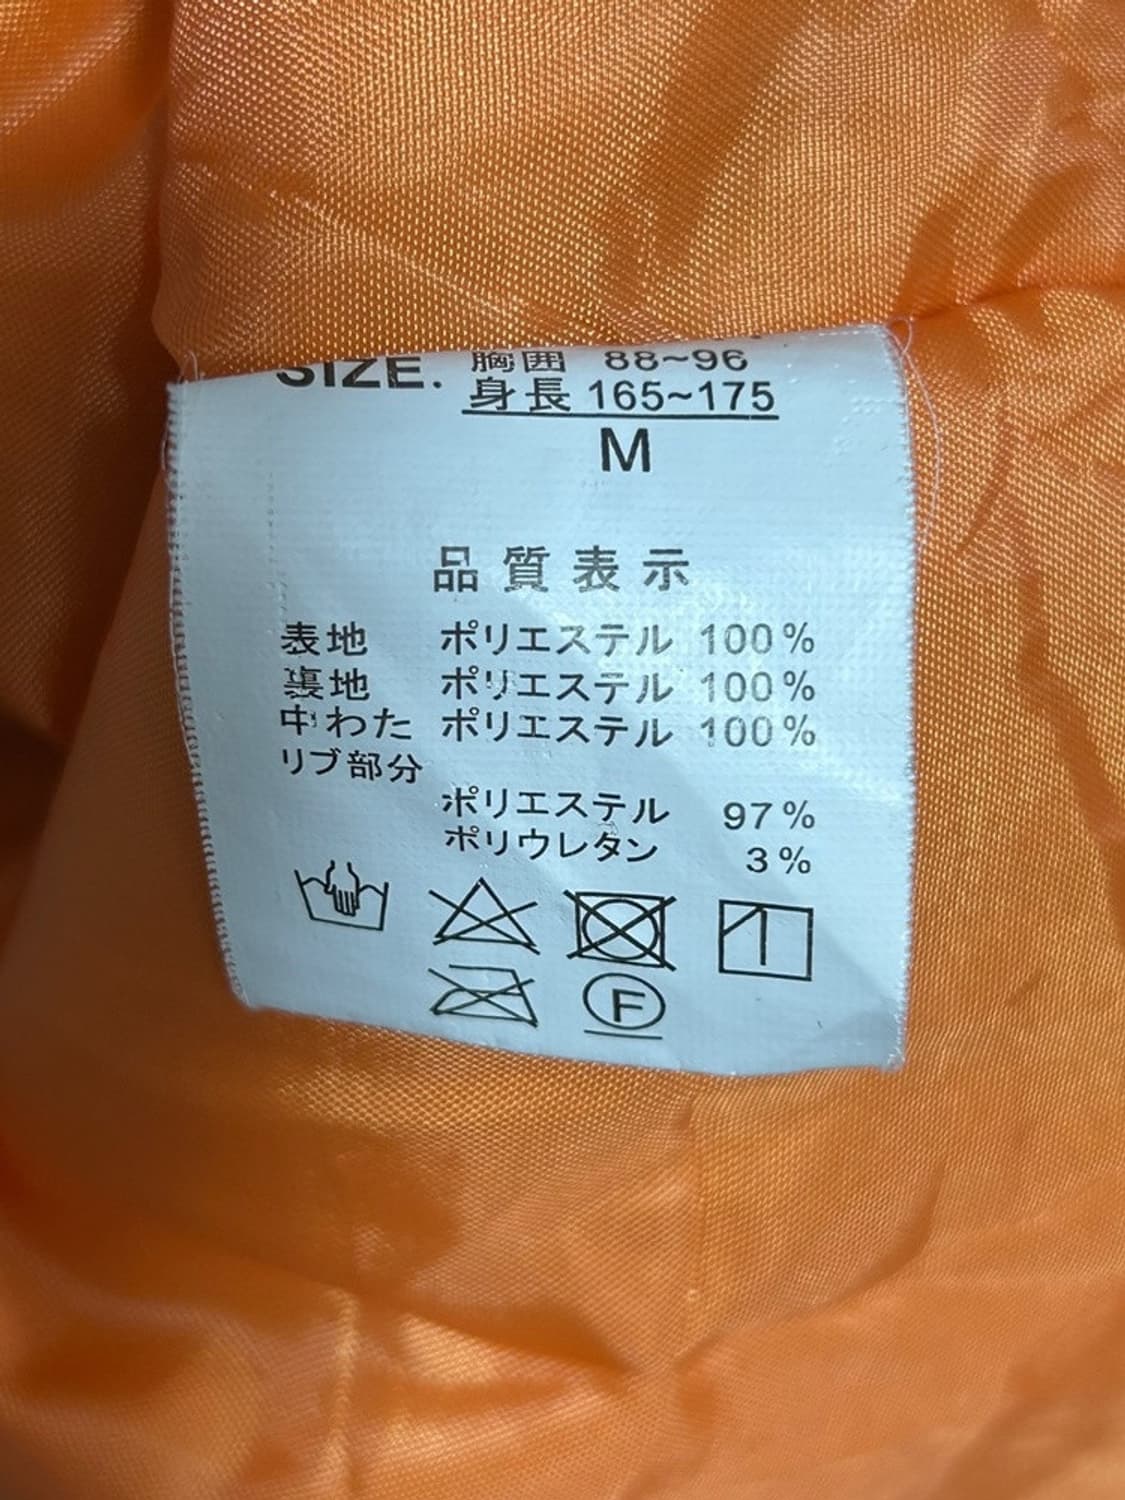 SIZE. 胸囲 88~96
身長 165~175
M
品質表示
表地 ポリエステル 100%
裏地 ポリエステル 100%
中わた ポリエステル 100%
リブ部分
ポリエステル 97%
ポリウレタン 3%
F